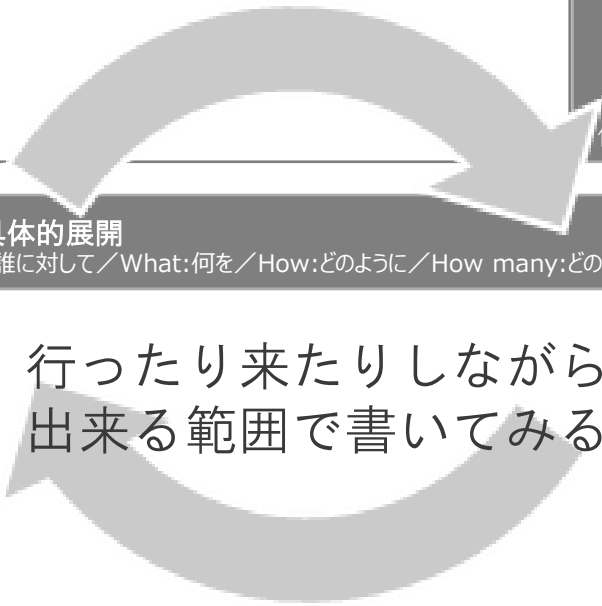 体的展開
誰に対して／What:何を／How:どのように／How many:どの
行ったり来たりしながら
出来る範囲で書いてみる